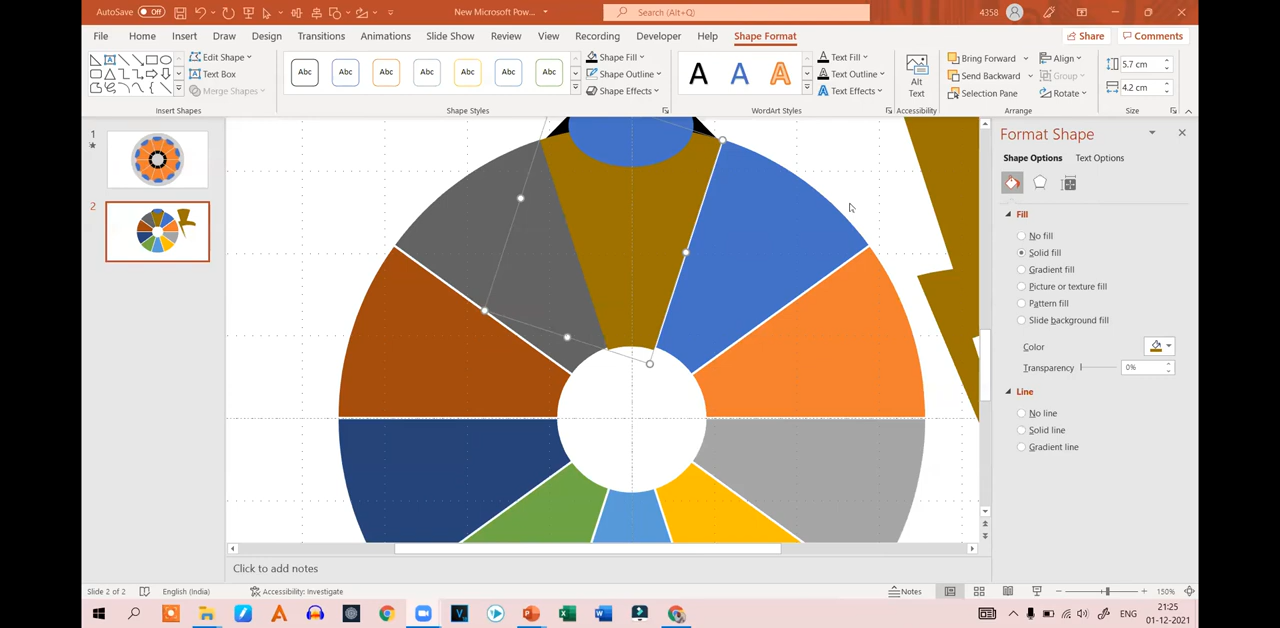 AutoSave Off New Microsoft Pow... Search (Alt+Q) 4358
File Home Insert Draw Design Transitions Animations Slide Show Review View Recording Developer Help Shape Format Share Comments
Edit Shape Text Box Merge Shapes
Insert Shapes
Abc Abc Abc Abc Abc Abc Abc
Shape Fill Shape Outline Shape Effects
Shape Styles
A A A
Text Fill Text Outline Text Effects
WordArt Styles
Alt Text
Accessibility
Bring Forward Send Backward Selection Pane Align Group Rotate
Arrange
5.7 cm
4.2 cm
Size
1
2
Format Shape
Shape Options Text Options
Fill
No fill
Solid fill
Gradient fill
Picture or texture fill
Pattern fill
Slide background fill
Color
Transparency 0%
Line
No line
Solid line
Gradient line
Click to add notes
Slide 2 of 2 English (India) Accessibility: Investigate Notes 150%
ENG 21:25
01-12-2021